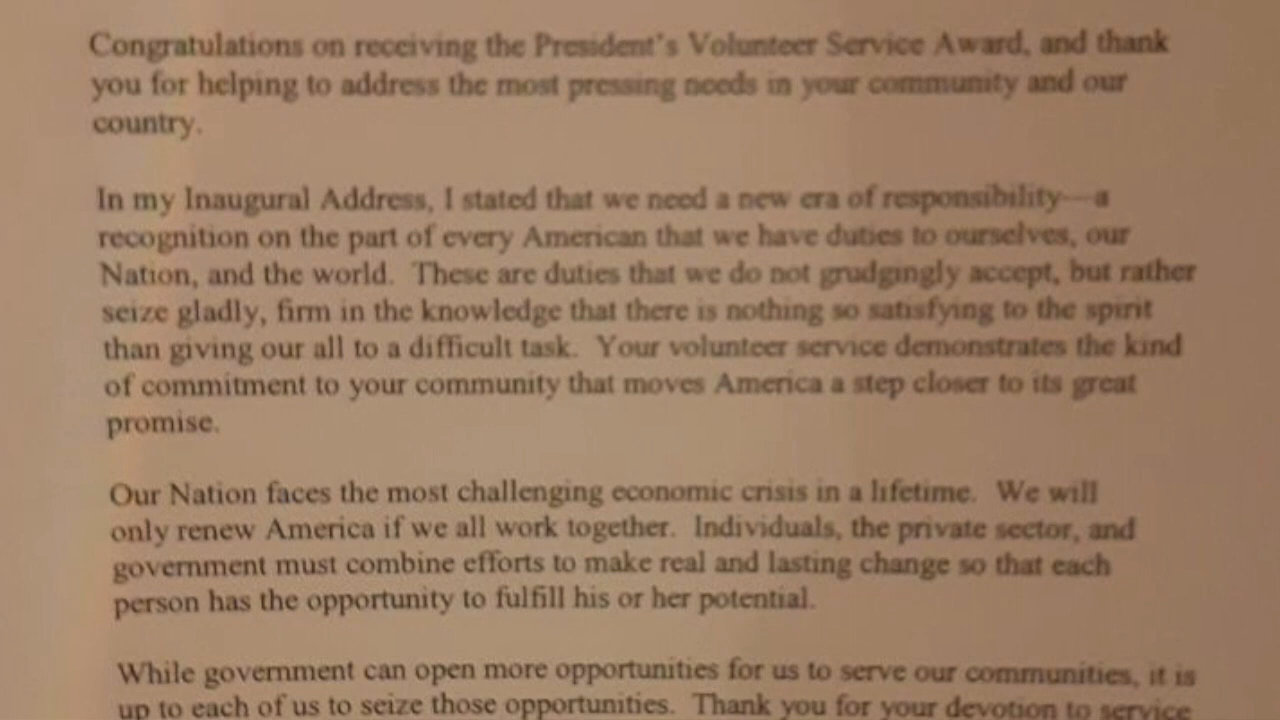 Congratulations on receiving the President's Volunteer Service Award, and thank
you for helping to address the most pressing needs in your community and our
country.
In my Inaugural Address, I stated that we need a new era of responsibility—a
recognition on the part of every American that we have duties to ourselves, our
Nation, and the world. These are duties that we do not grudgingly accept, but rather
seize gladly, firm in the knowledge that there is nothing so satisfying to the spirit
than giving our all to a difficult task. Your volunteer service demonstrates the kind
of commitment to your community that moves America a step closer to its great
promise.
Our Nation faces the most challenging economic crisis in a lifetime. We will
only renew America if we all work together. Individuals, the private sector, and
government must combine efforts to make real and lasting change so that each
person has the opportunity to fulfill his or her potential.
While government can open more opportunities for us to serve our communities, it is
up to each of us to seize those opportunities. Thank you for your devotion to service